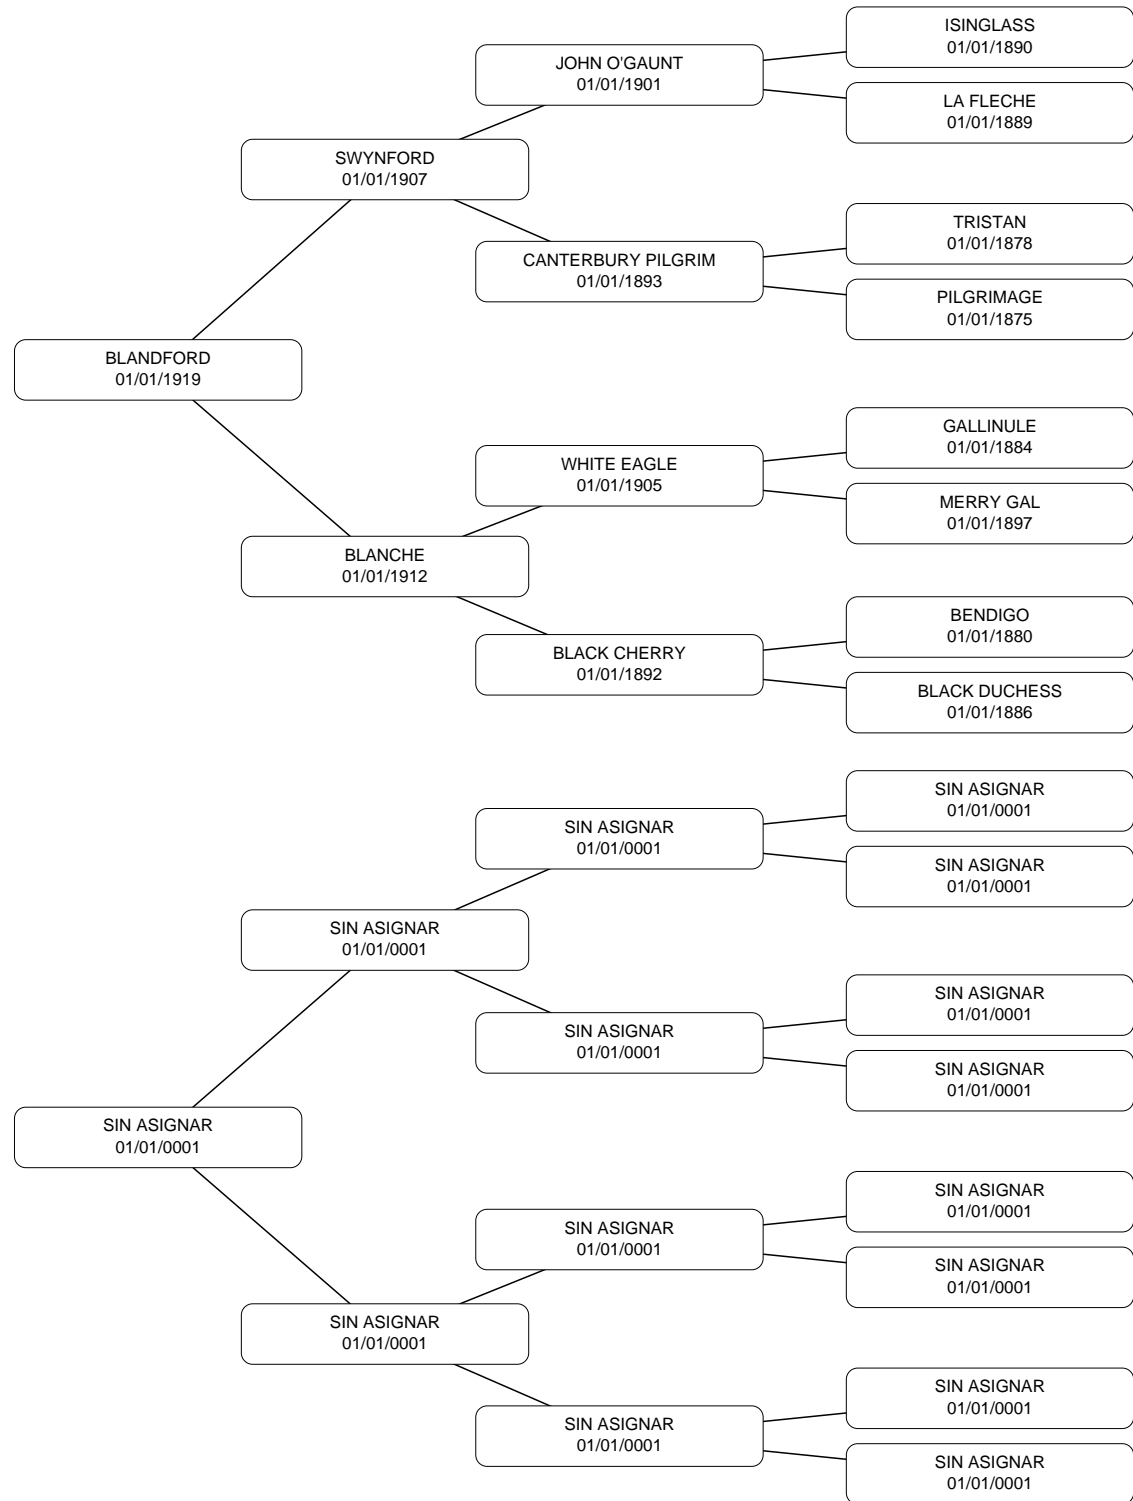 ISINGLASS
01/01/1890
JOHN O'GAUNT
01/01/1901
LA FLECHE
01/01/1889
SWYNFORD
01/01/1907
TRISTAN
01/01/1878
CANTERBURY PILGRIM
01/01/1893
PILGRIMAGE
01/01/1875
BLANDFORD
01/01/1919
GALLINULE
01/01/1884
WHITE EAGLE
01/01/1905
MERRY GAL
01/01/1897
BLANCHE
01/01/1912
BENDIGO
01/01/1880
BLACK CHERRY
01/01/1892
BLACK DUCHESS
01/01/1886
SIN ASIGNAR
01/01/0001
SIN ASIGNAR
01/01/0001
SIN ASIGNAR
01/01/0001
SIN ASIGNAR
01/01/0001
SIN ASIGNAR
01/01/0001
SIN ASIGNAR
01/01/0001
SIN ASIGNAR
01/01/0001
SIN ASIGNAR
01/01/0001
SIN ASIGNAR
01/01/0001
SIN ASIGNAR
01/01/0001
SIN ASIGNAR
01/01/0001
SIN ASIGNAR
01/01/0001
SIN ASIGNAR
01/01/0001
SIN ASIGNAR
01/01/0001
SIN ASIGNAR
01/01/0001